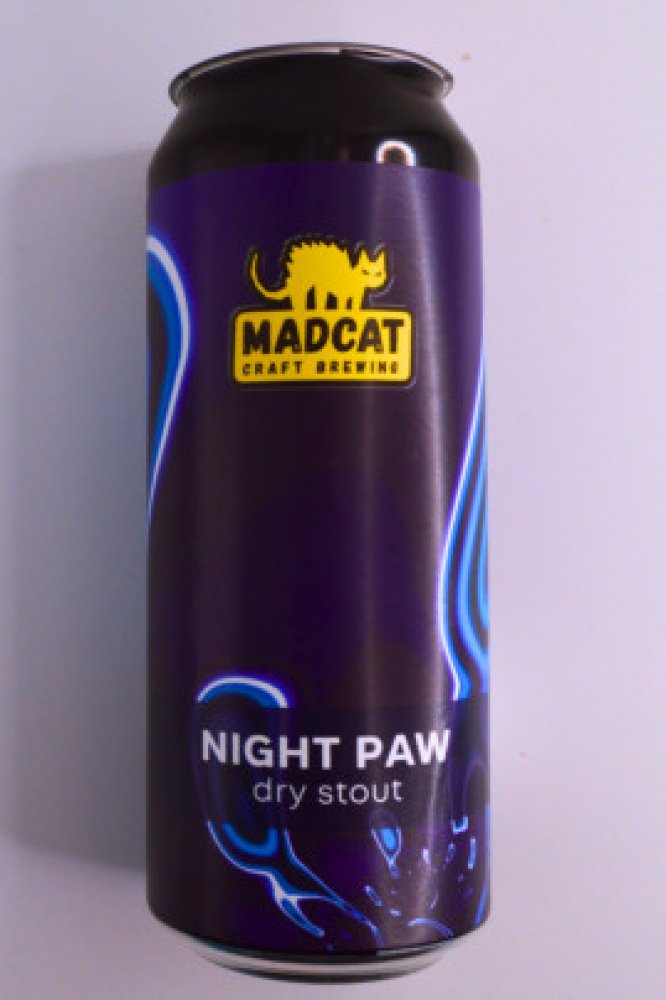 MADCAT
CRAFT BREWING
NIGHT PAW
dry stout